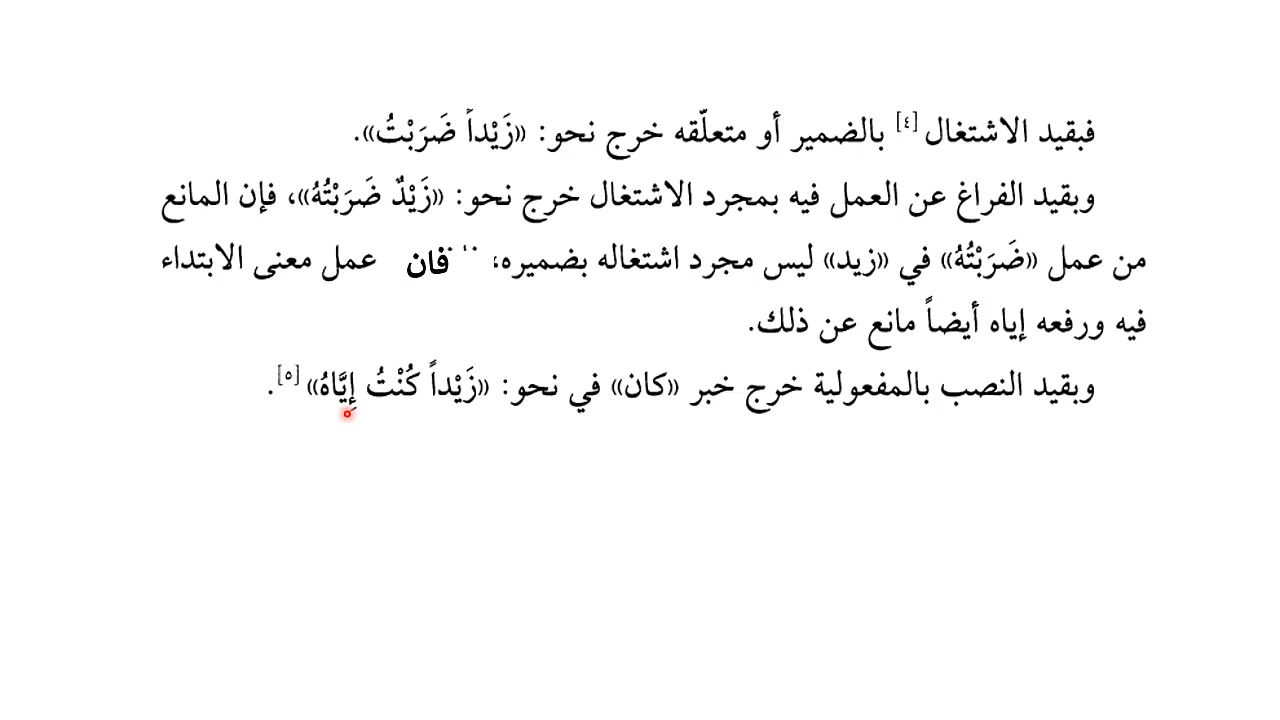 فبقيد الاشتغال[٤] بالضمير أو متعلّقه خرج نحو: «زَيْداً ضَرَبْتُ».
وبقيد الفراغ عن العمل فيه بمجرد الاشتغال خرج نحو: «زَيْدٌ ضَرَبْتُهُ»، فإن المانع
من عمل «ضَرَبْتُهُ» في «زيد» ليس مجرد اشتغاله بضميره، فان عمل معنى الابتداء
فيه ورفعه إياه أيضاً مانع عن ذلك.
وبقيد النصب بالمفعولية خرج خبر «كان» في نحو: «زَيْداً كُنْتُ إِيَّاهُ»[٥].